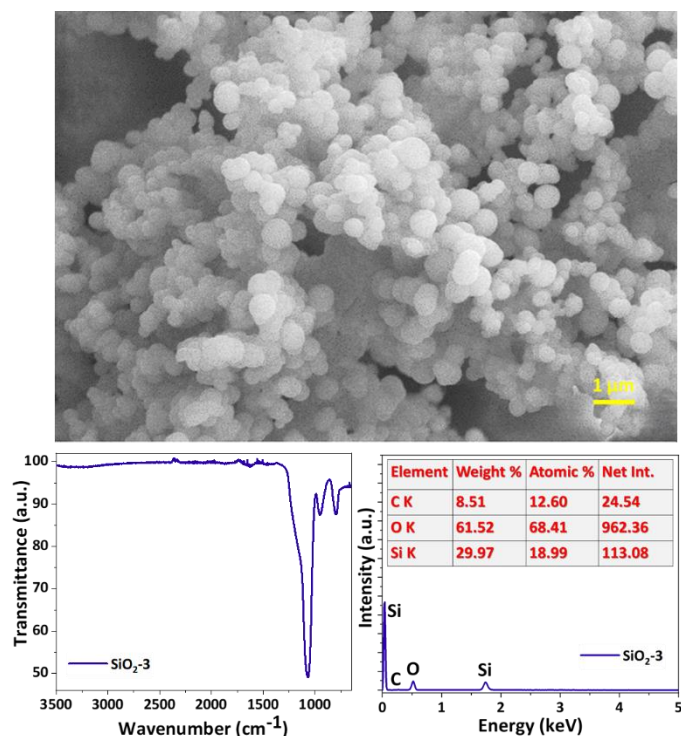 1 μm
100
90
80
70
60
50
Transmittance (a.u.)
SiO₂-3
3500 3000 2500 2000 1500 1000
Wavenumber (cm⁻¹)
Element Weight % Atomic % Net Int.
C K 8.51 12.60 24.54
O K 61.52 68.41 962.36
Si K 29.97 18.99 113.08
Intensity (a.u.)
Si
C O Si
SiO₂-3
0 1 2 3 4 5
Energy (keV)